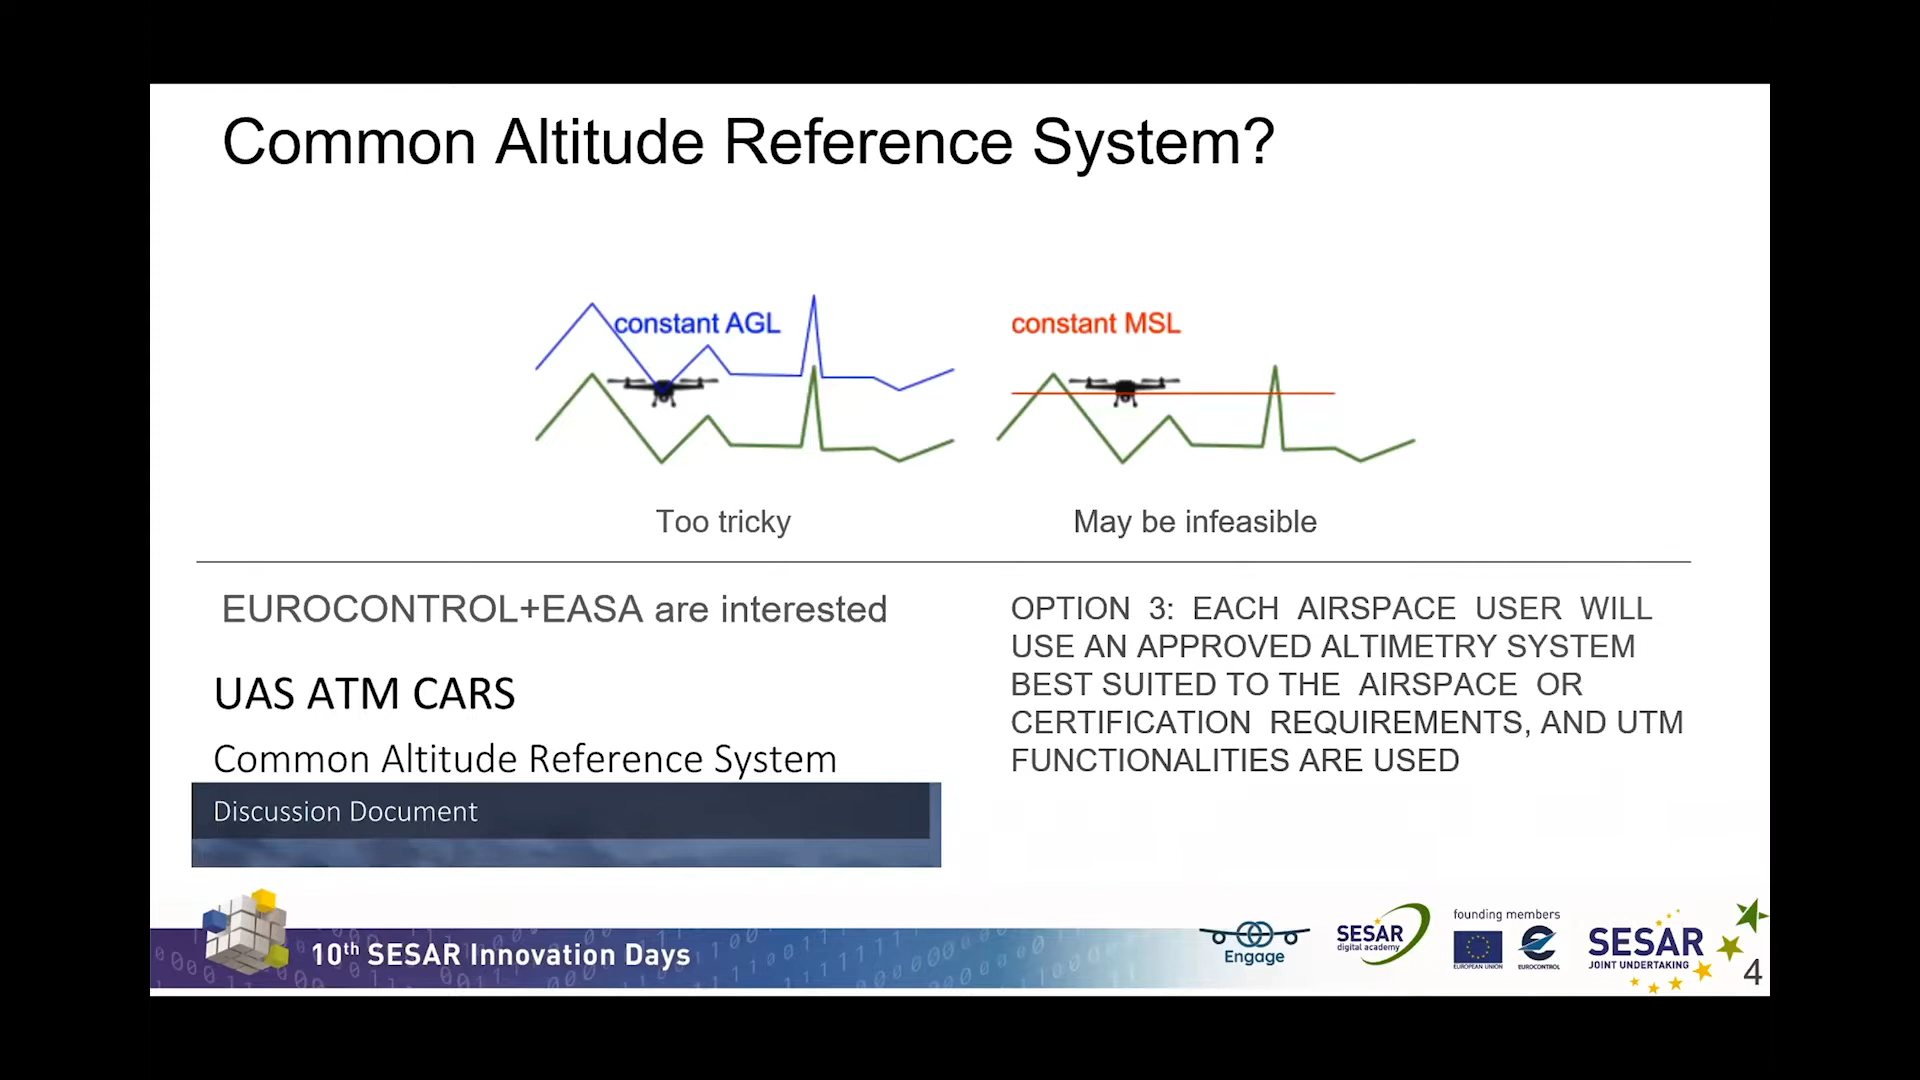 Common Altitude Reference System?
constant AGL
constant MSL
Too tricky
May be infeasible
EUROCONTROL+EASA are interested
UAS ATM CARS
Common Altitude Reference System
Discussion Document
OPTION 3: EACH AIRSPACE USER WILL
USE AN APPROVED ALTIMETRY SYSTEM
BEST SUITED TO THE AIRSPACE OR
CERTIFICATION REQUIREMENTS, AND UTM
FUNCTIONALITIES ARE USED
10th SESAR Innovation Days
Engage
SESAR
digital academy
founding members
EUROPEAN UNION
EUROCONTROL
SESAR
JOINT UNDERTAKING
4